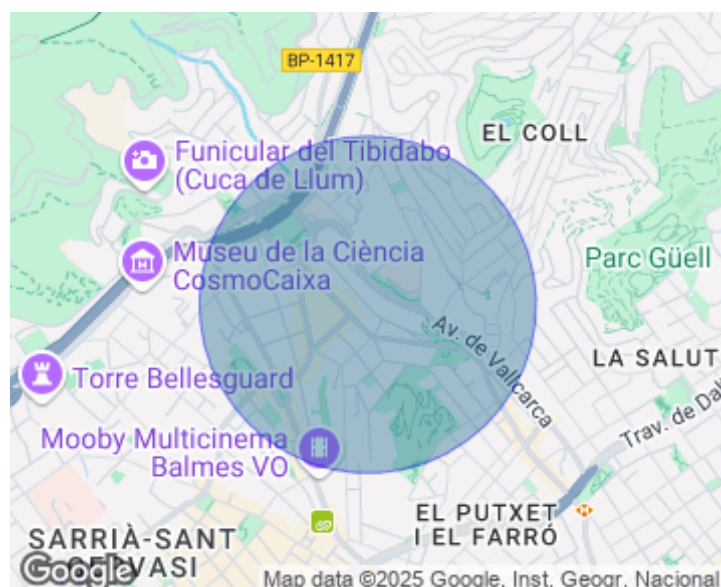 BP-1417
EL COLL
Funicular del Tibidabo
(Cuca de Llum)
Museu de la Ciència
CosmoCaixa
Parc Güell
Av. de Vallcarca
LA SALUT
Torre Bellesguard
Trav. de Dal
Mooby Multicinema
Balmes VO
EL PUTXET
I EL FARRÓ
SARRIÀ-SANT
GERVASI
Google
Map data ©2025 Google, Inst. Geogr. Nacional